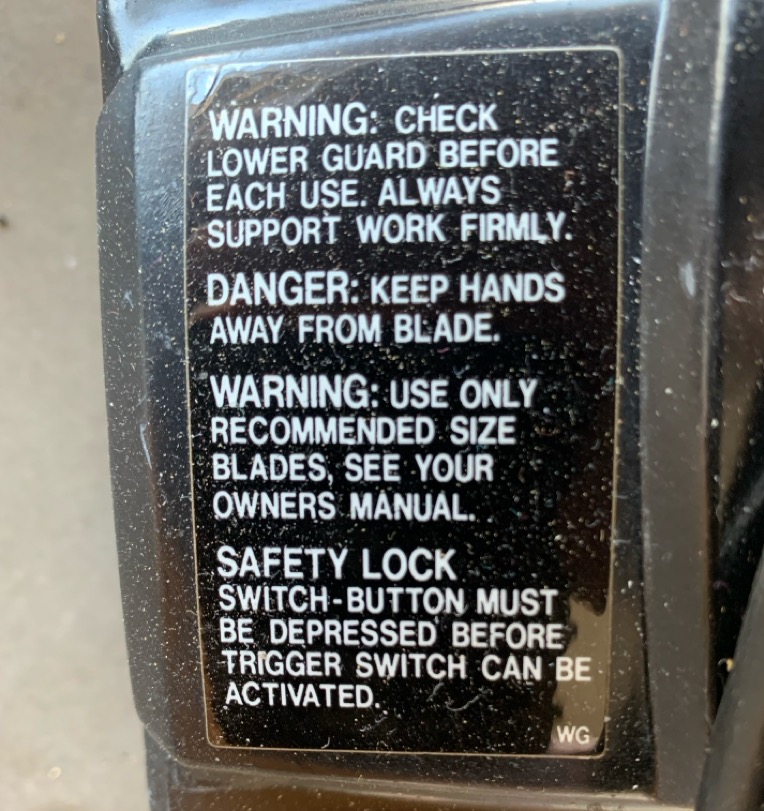 WARNING: CHECK
LOWER GUARD BEFORE
EACH USE. ALWAYS
SUPPORT WORK FIRMLY.
DANGER: KEEP HANDS
AWAY FROM BLADE.
WARNING: USE ONLY
RECOMMENDED SIZE
BLADES, SEE YOUR
OWNERS MANUAL.
SAFETY LOCK
SWITCH-BUTTON MUST
BE DEPRESSED BEFORE
TRIGGER SWITCH CAN BE
ACTIVATED.
WG